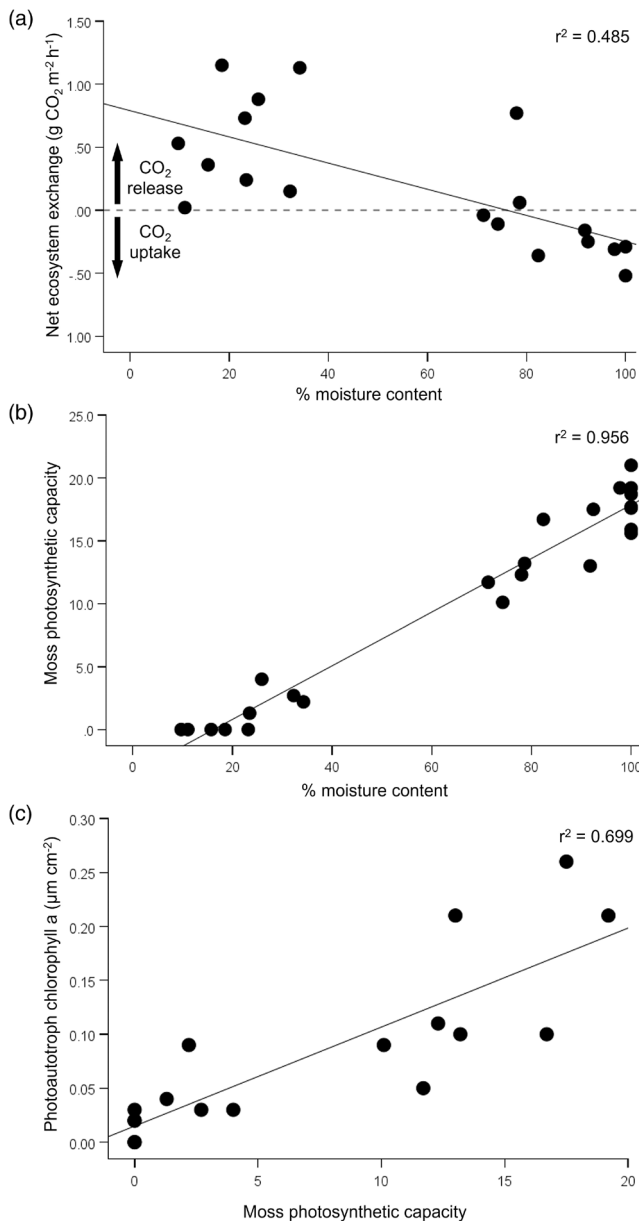 (a)
r² = 0.485
Net ecosystem exchange (g CO₂ m⁻² h⁻¹)
1.50
1.00
.50
.00
-.50
1.00
CO₂
release
CO₂
uptake
0
20
40
60
80
100
% moisture content
(b)
r² = 0.956
Moss photosynthetic capacity
25.0
20.0
15.0
10.0
5.0
.0
0
20
40
60
80
100
% moisture content
(c)
r² = 0.699
Photoautotroph chlorophyll a (µm cm⁻²)
0.30
0.25
0.20
0.15
0.10
0.05
0.00
0
5
10
15
20
Moss photosynthetic capacity